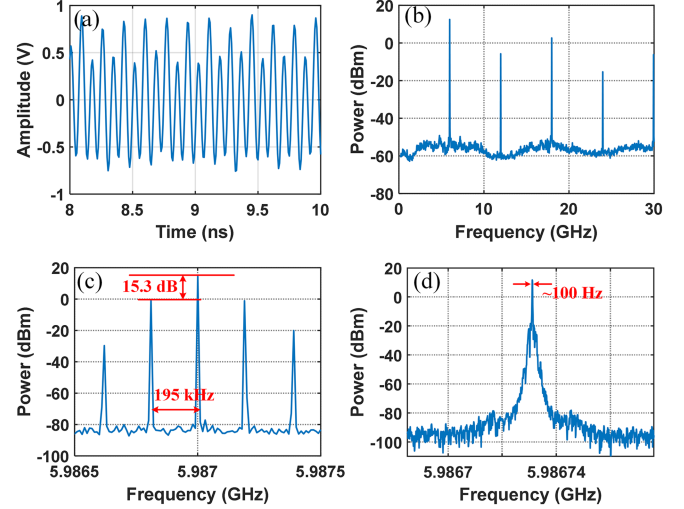 (a)
1
0.5
0
-0.5
-1
Amplitude (V)
8 8.5 9 9.5 10
Time (ns)
(b)
20
0
-20
-40
-60
-80
Power (dBm)
0 10 20 30
Frequency (GHz)
(c)
20
0
-20
-40
-60
-80
-100
Power (dBm)
15.3 dB
195 kHz
5.9865 5.987 5.9875
Frequency (GHz)
(d)
20
0
-20
-40
-60
-80
-100
Power (dBm)
~100 Hz
5.98667 5.98674
Frequency (GHz)